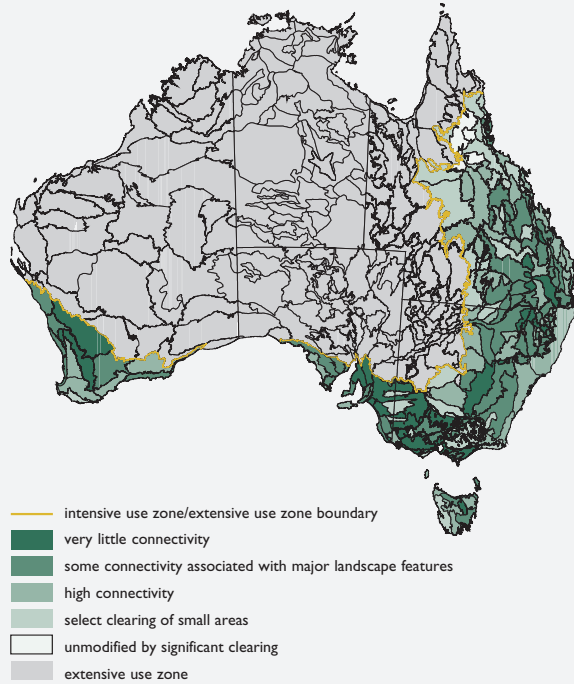 intensive use zone/extensive use zone boundary
very little connectivity
some connectivity associated with major landscape features
high connectivity
select clearing of small areas
unmodified by significant clearing
extensive use zone